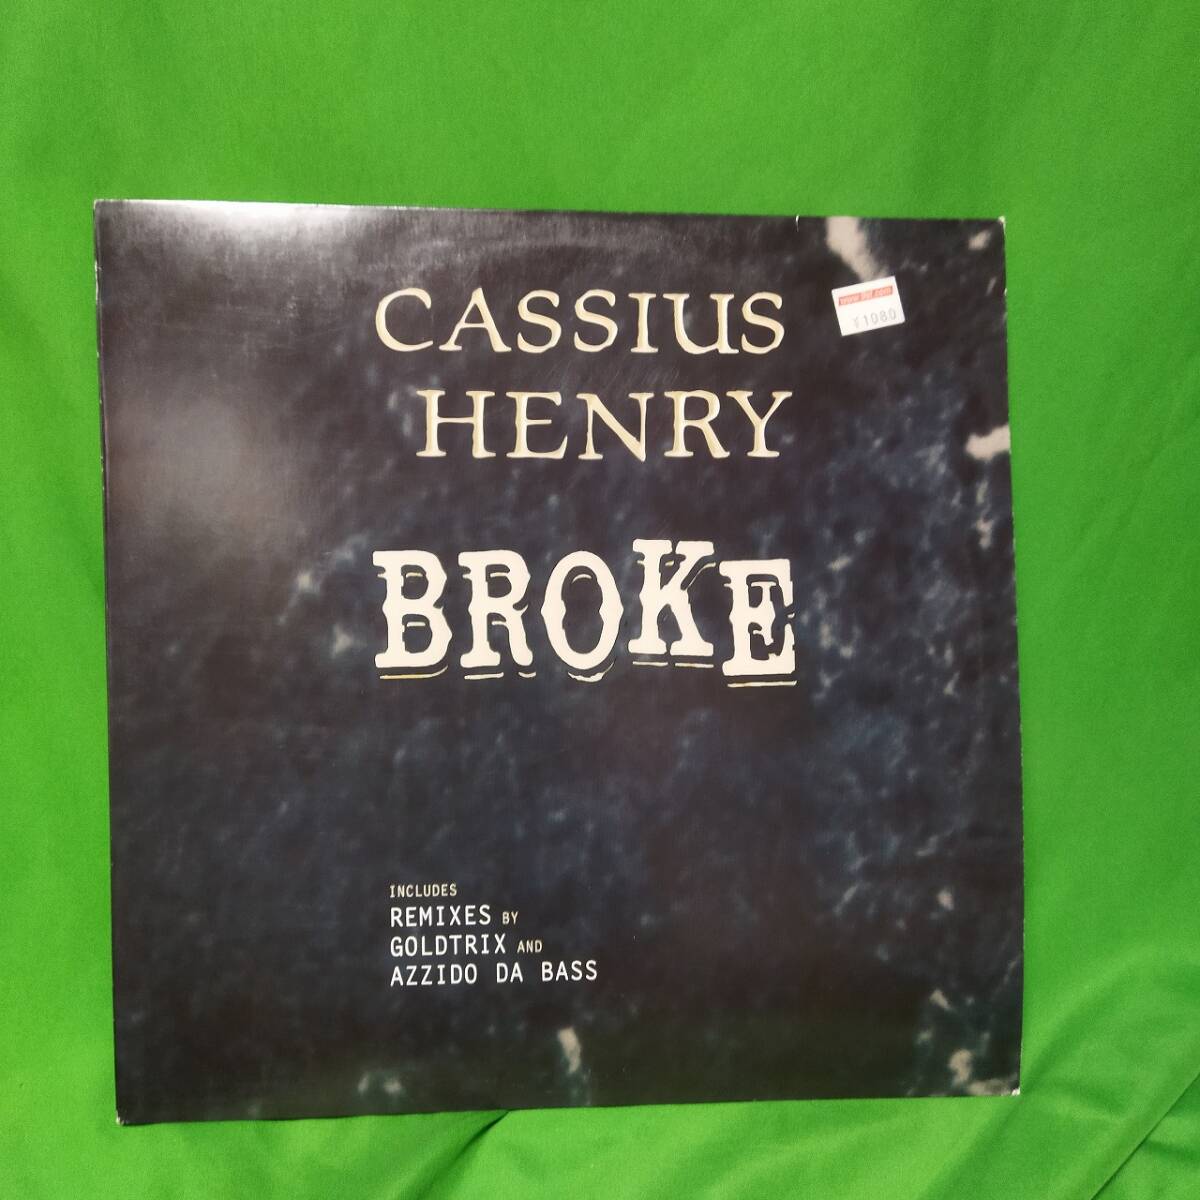 CASSIUS
HENRY
¥1080
BROKE
INCLUDES
REMIXES BY
GOLDTRIX AND
AZZIDO DA BASS